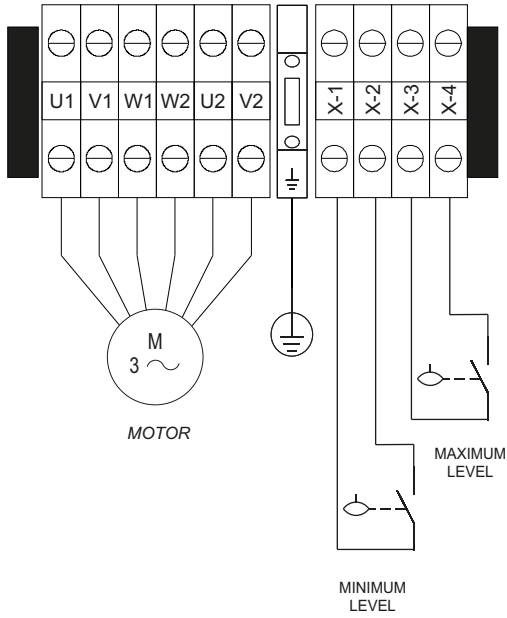 U1 V1 W1 W2 U2 V2 X-1 X-2 X-3 X-4
M
3
MOTOR
MAXIMUM
LEVEL
MINIMUM
LEVEL